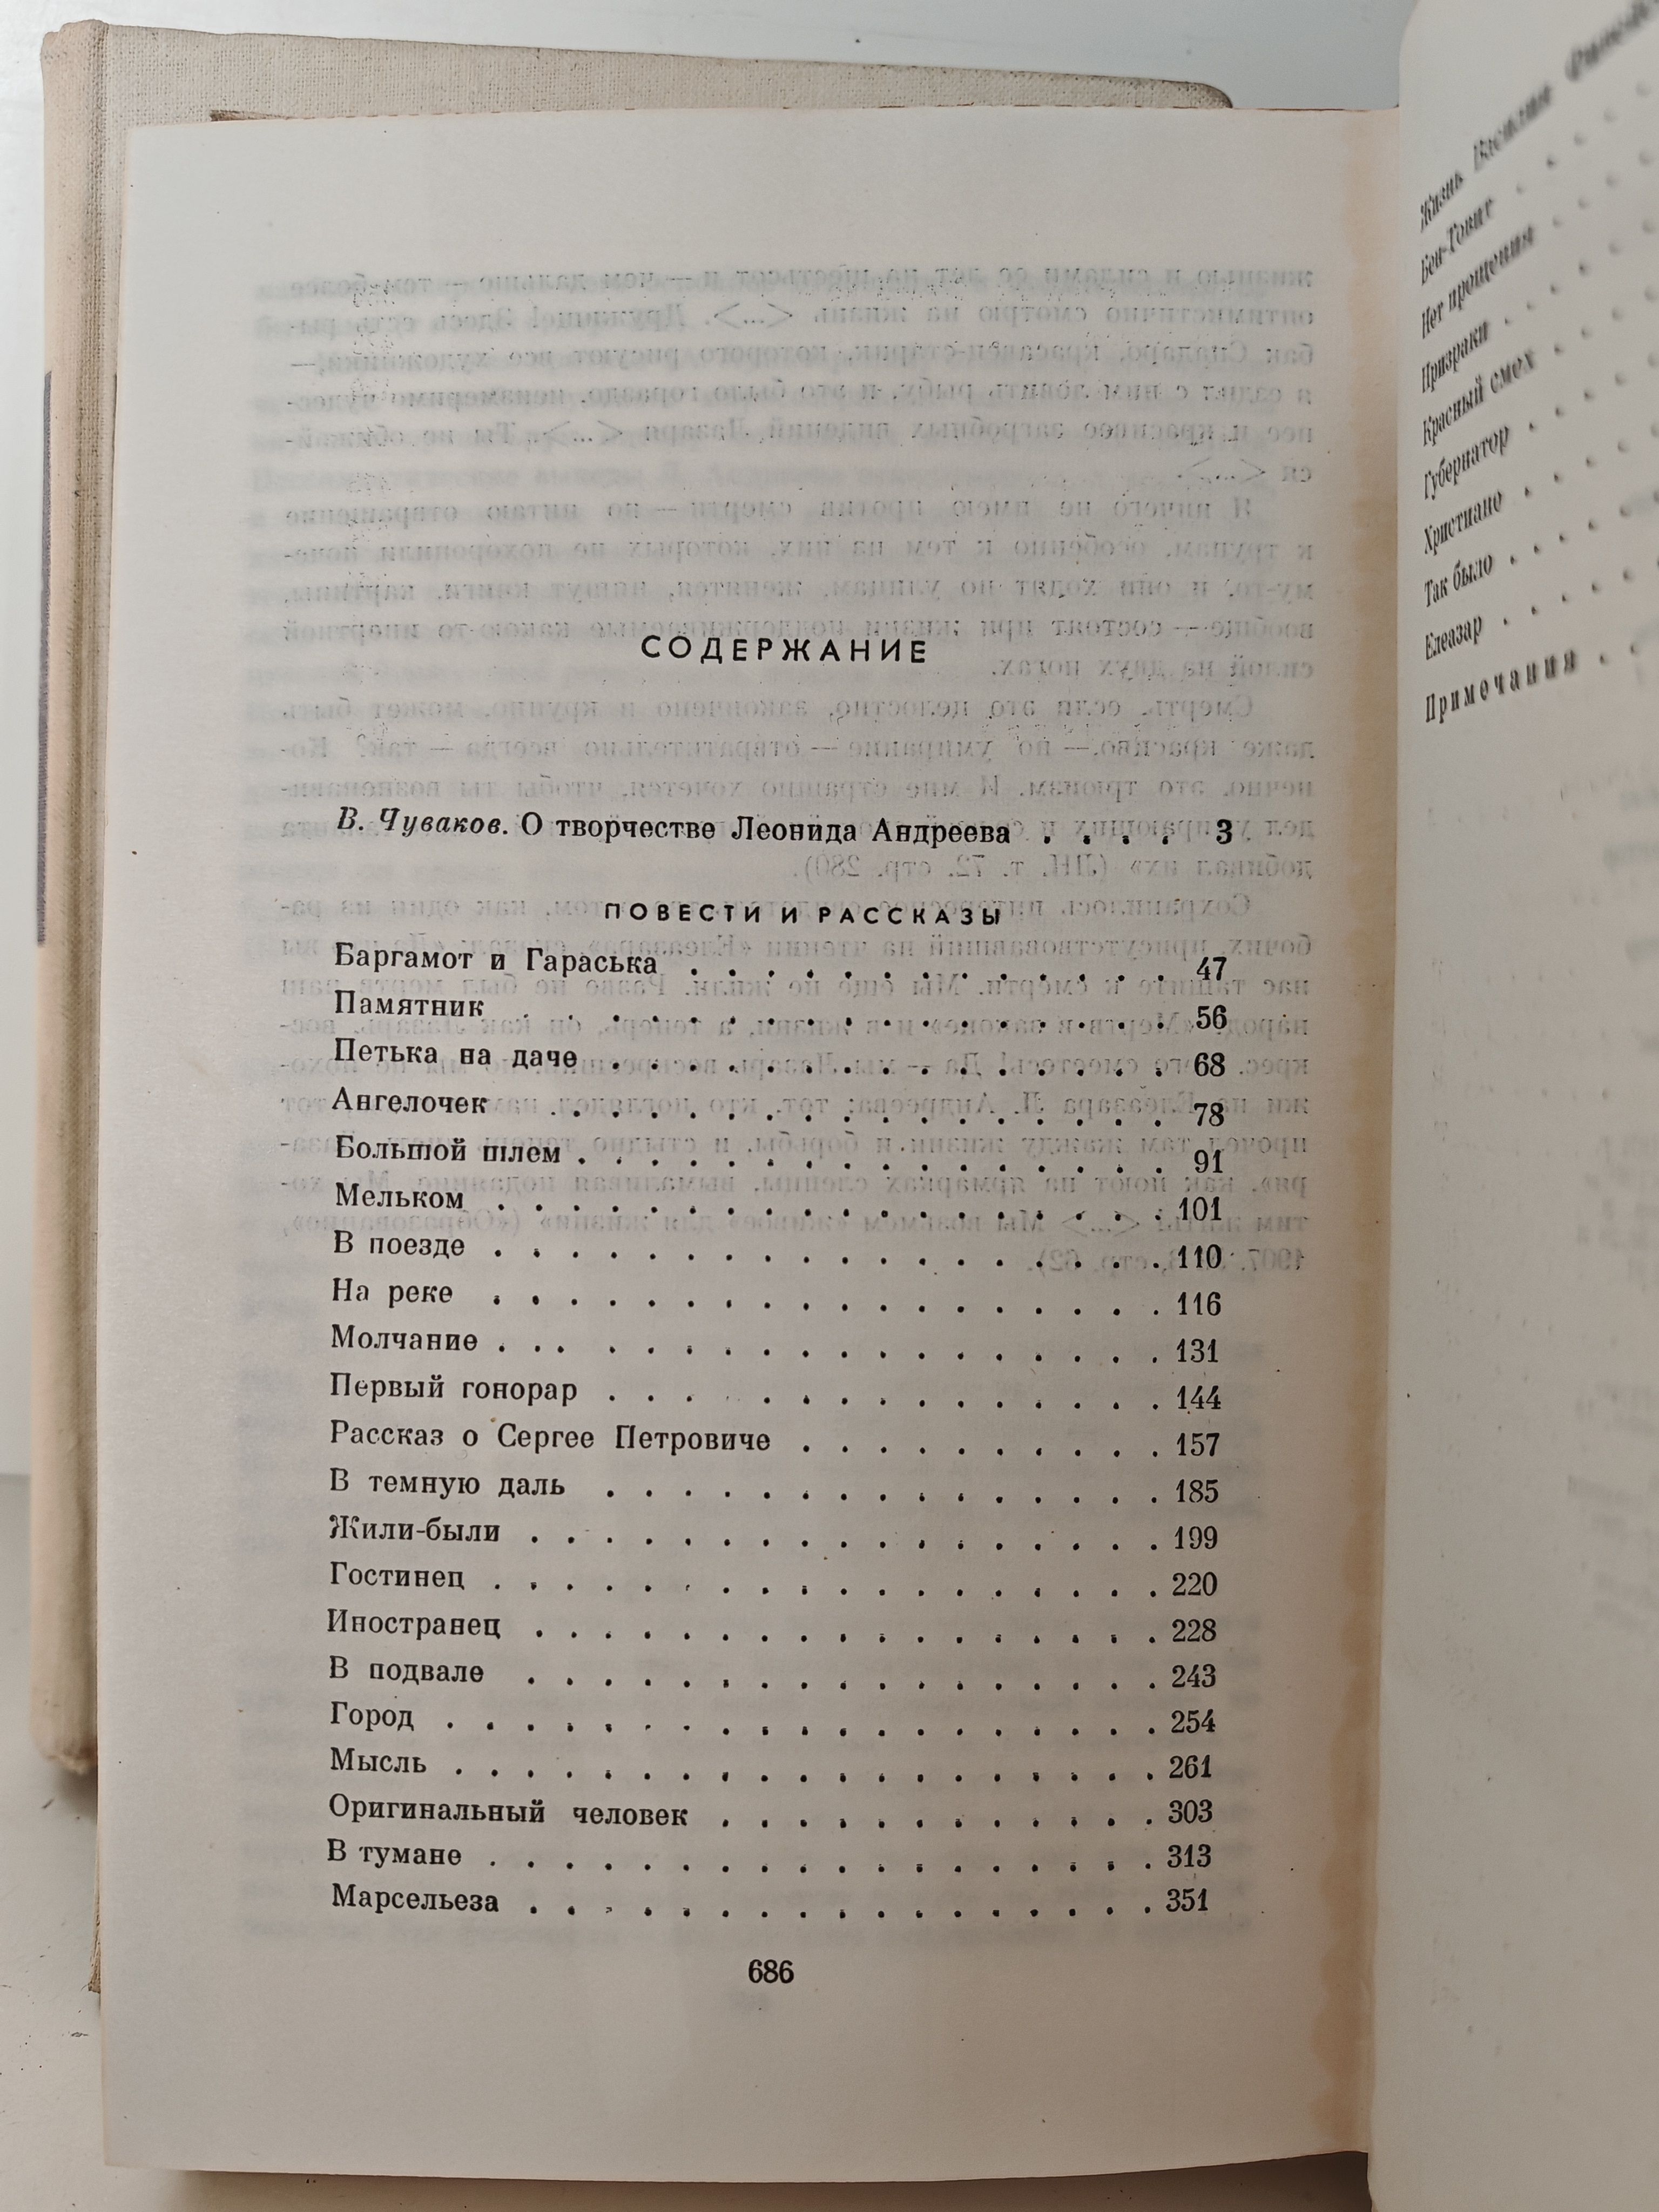 СОДЕРЖАНИЕ
В. Чуваков. О творчестве Леонида Андреева . . . . 3
ПОВЕСТИ И РАССКАЗЫ
Баргамот и Гараська . . . . . . . . . . . . . 47
Памятник . . . . . . . . . . . . . . . . . 56
Петька на даче . . . . . . . . . . . . . . . 68
Ангелочек . . . . . . . . . . . . . . . . . 78
Большой шлем . . . . . . . . . . . . . . . . 91
Мельком . . . . . . . . . . . . . . . . . . 101
В поезде . . . . . . . . . . . . . . . . . . 110
На реке . . . . . . . . . . . . . . . . . . 116
Молчание . . . . . . . . . . . . . . . . . . 131
Первый гонорар . . . . . . . . . . . . . . 144
Рассказ о Сергее Петровиче . . . . . . . . . . 157
В темную даль . . . . . . . . . . . . . . . 185
Жили-были . . . . . . . . . . . . . . . . . 199
Гостинец . . . . . . . . . . . . . . . . . . 220
Иностранец . . . . . . . . . . . . . . . . . 228
В подвале . . . . . . . . . . . . . . . . . 243
Город . . . . . . . . . . . . . . . . . . . 254
Мысль . . . . . . . . . . . . . . . . . . . 261
Оригинальный человек . . . . . . . . . . . . 303
В тумане . . . . . . . . . . . . . . . . . . 313
Марсельеза . . . . . . . . . . . . . . . . . 351
686
Жизнь Василия
Бен-Товит . . . .
Нет прощения . . .
Призраки . . . .
Красный смех . . .
Губернатор . . . .
Христиане . . . .
Так было . . . .
Елеазар . . . .
Примечания . .